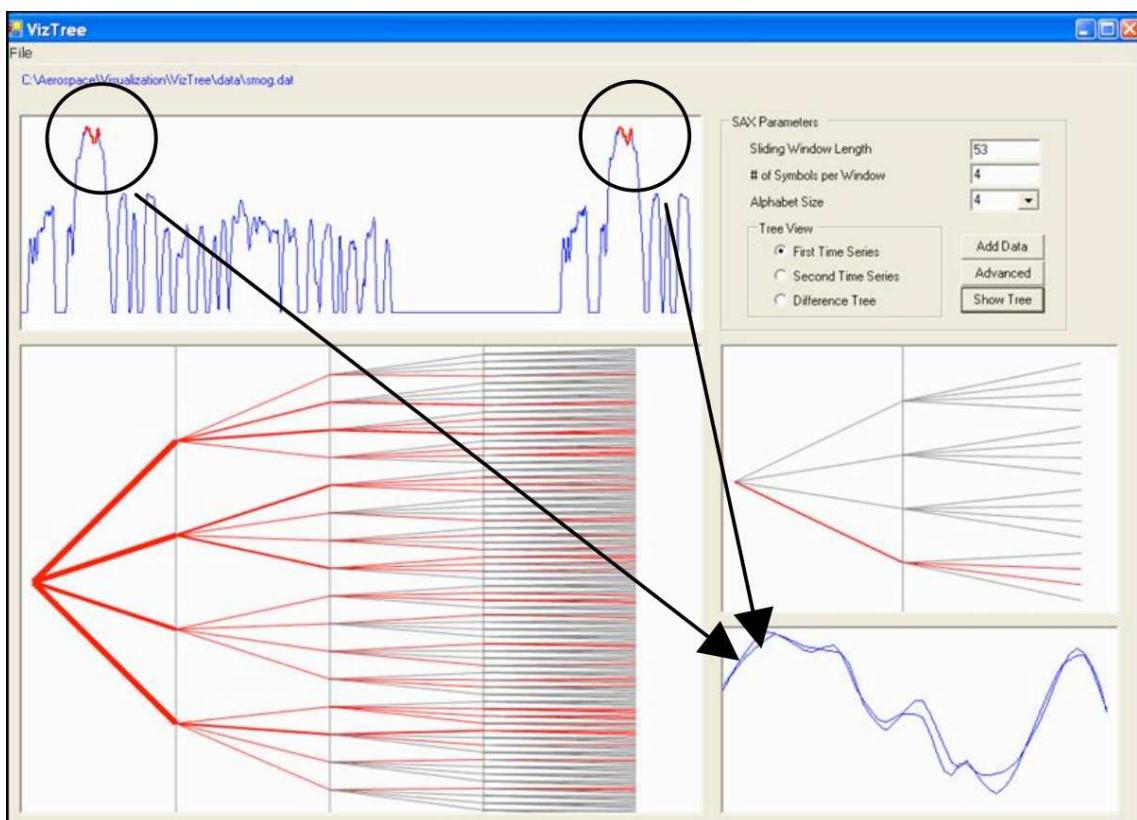 VizTree
File
C:\Aerospace\Visualization\VizTree\data\smog.dat
SAX Parameters
Sliding Window Length 53
# of Symbols per Window 4
Alphabet Size 4
Tree View
First Time Series
Second Time Series
Difference Tree
Add Data
Advanced
Show Tree